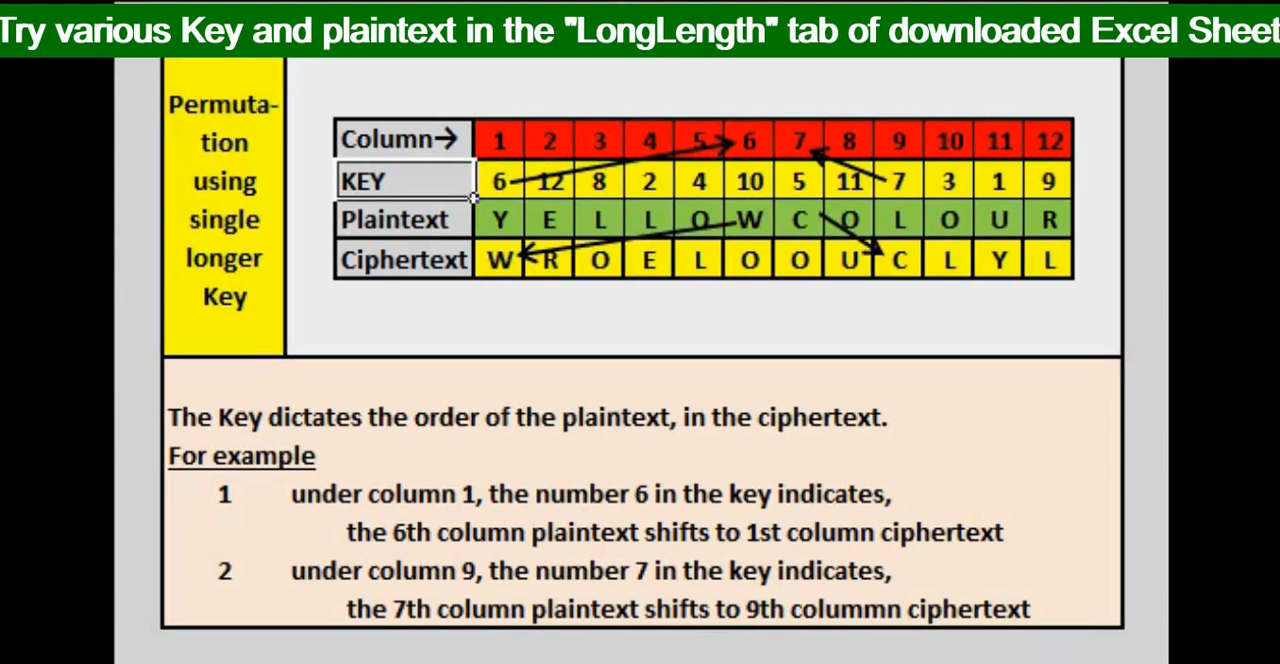 Try various Key and plaintext in the "LongLength" tab of downloaded Excel Sheet
Permuta-
tion
using
single
longer
Key
Column→ 1 2 3 4 5 6 7 8 9 10 11 12
KEY 6 12 8 2 4 10 5 11 7 3 1 9
Plaintext Y E L L O W C O L O U R
Ciphertext W R O E L O O U C L Y L
The Key dictates the order of the plaintext, in the ciphertext.
For example
1 under column 1, the number 6 in the key indicates,
the 6th column plaintext shifts to 1st column ciphertext
2 under column 9, the number 7 in the key indicates,
the 7th column plaintext shifts to 9th colummn ciphertext